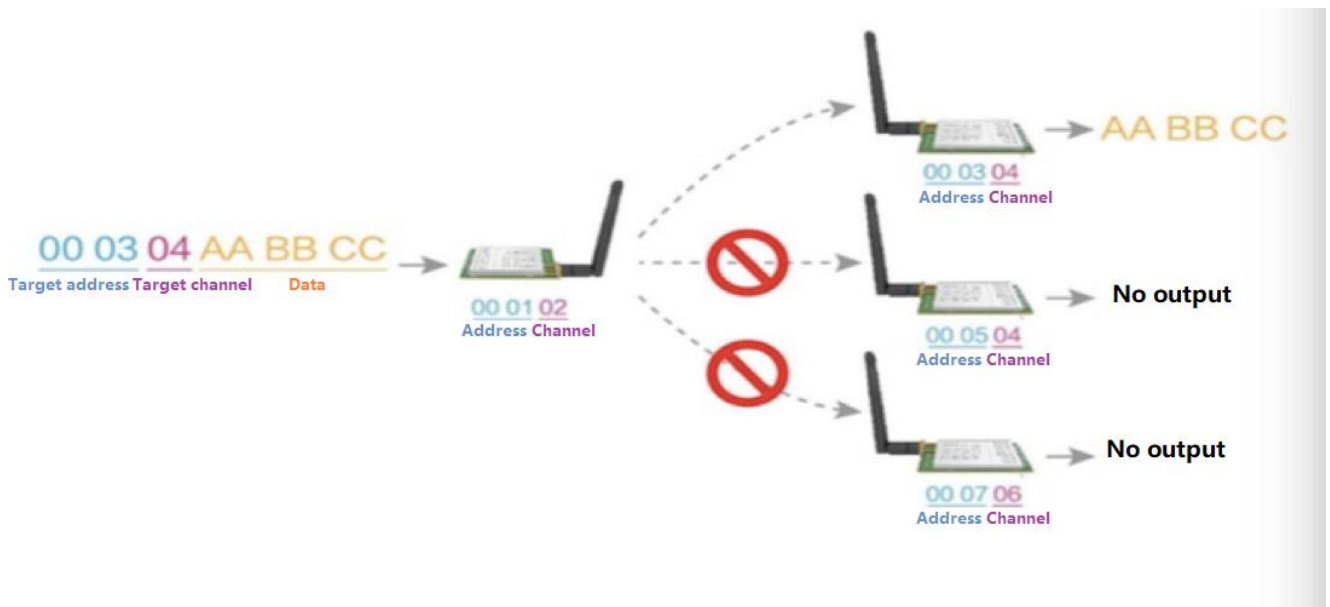 00 03 04 AA BB CC
Target address Target channel Data
00 01 02
Address Channel
AA BB CC
00 03 04
Address Channel
No output
00 05 04
Address Channel
No output
00 07 06
Address Channel